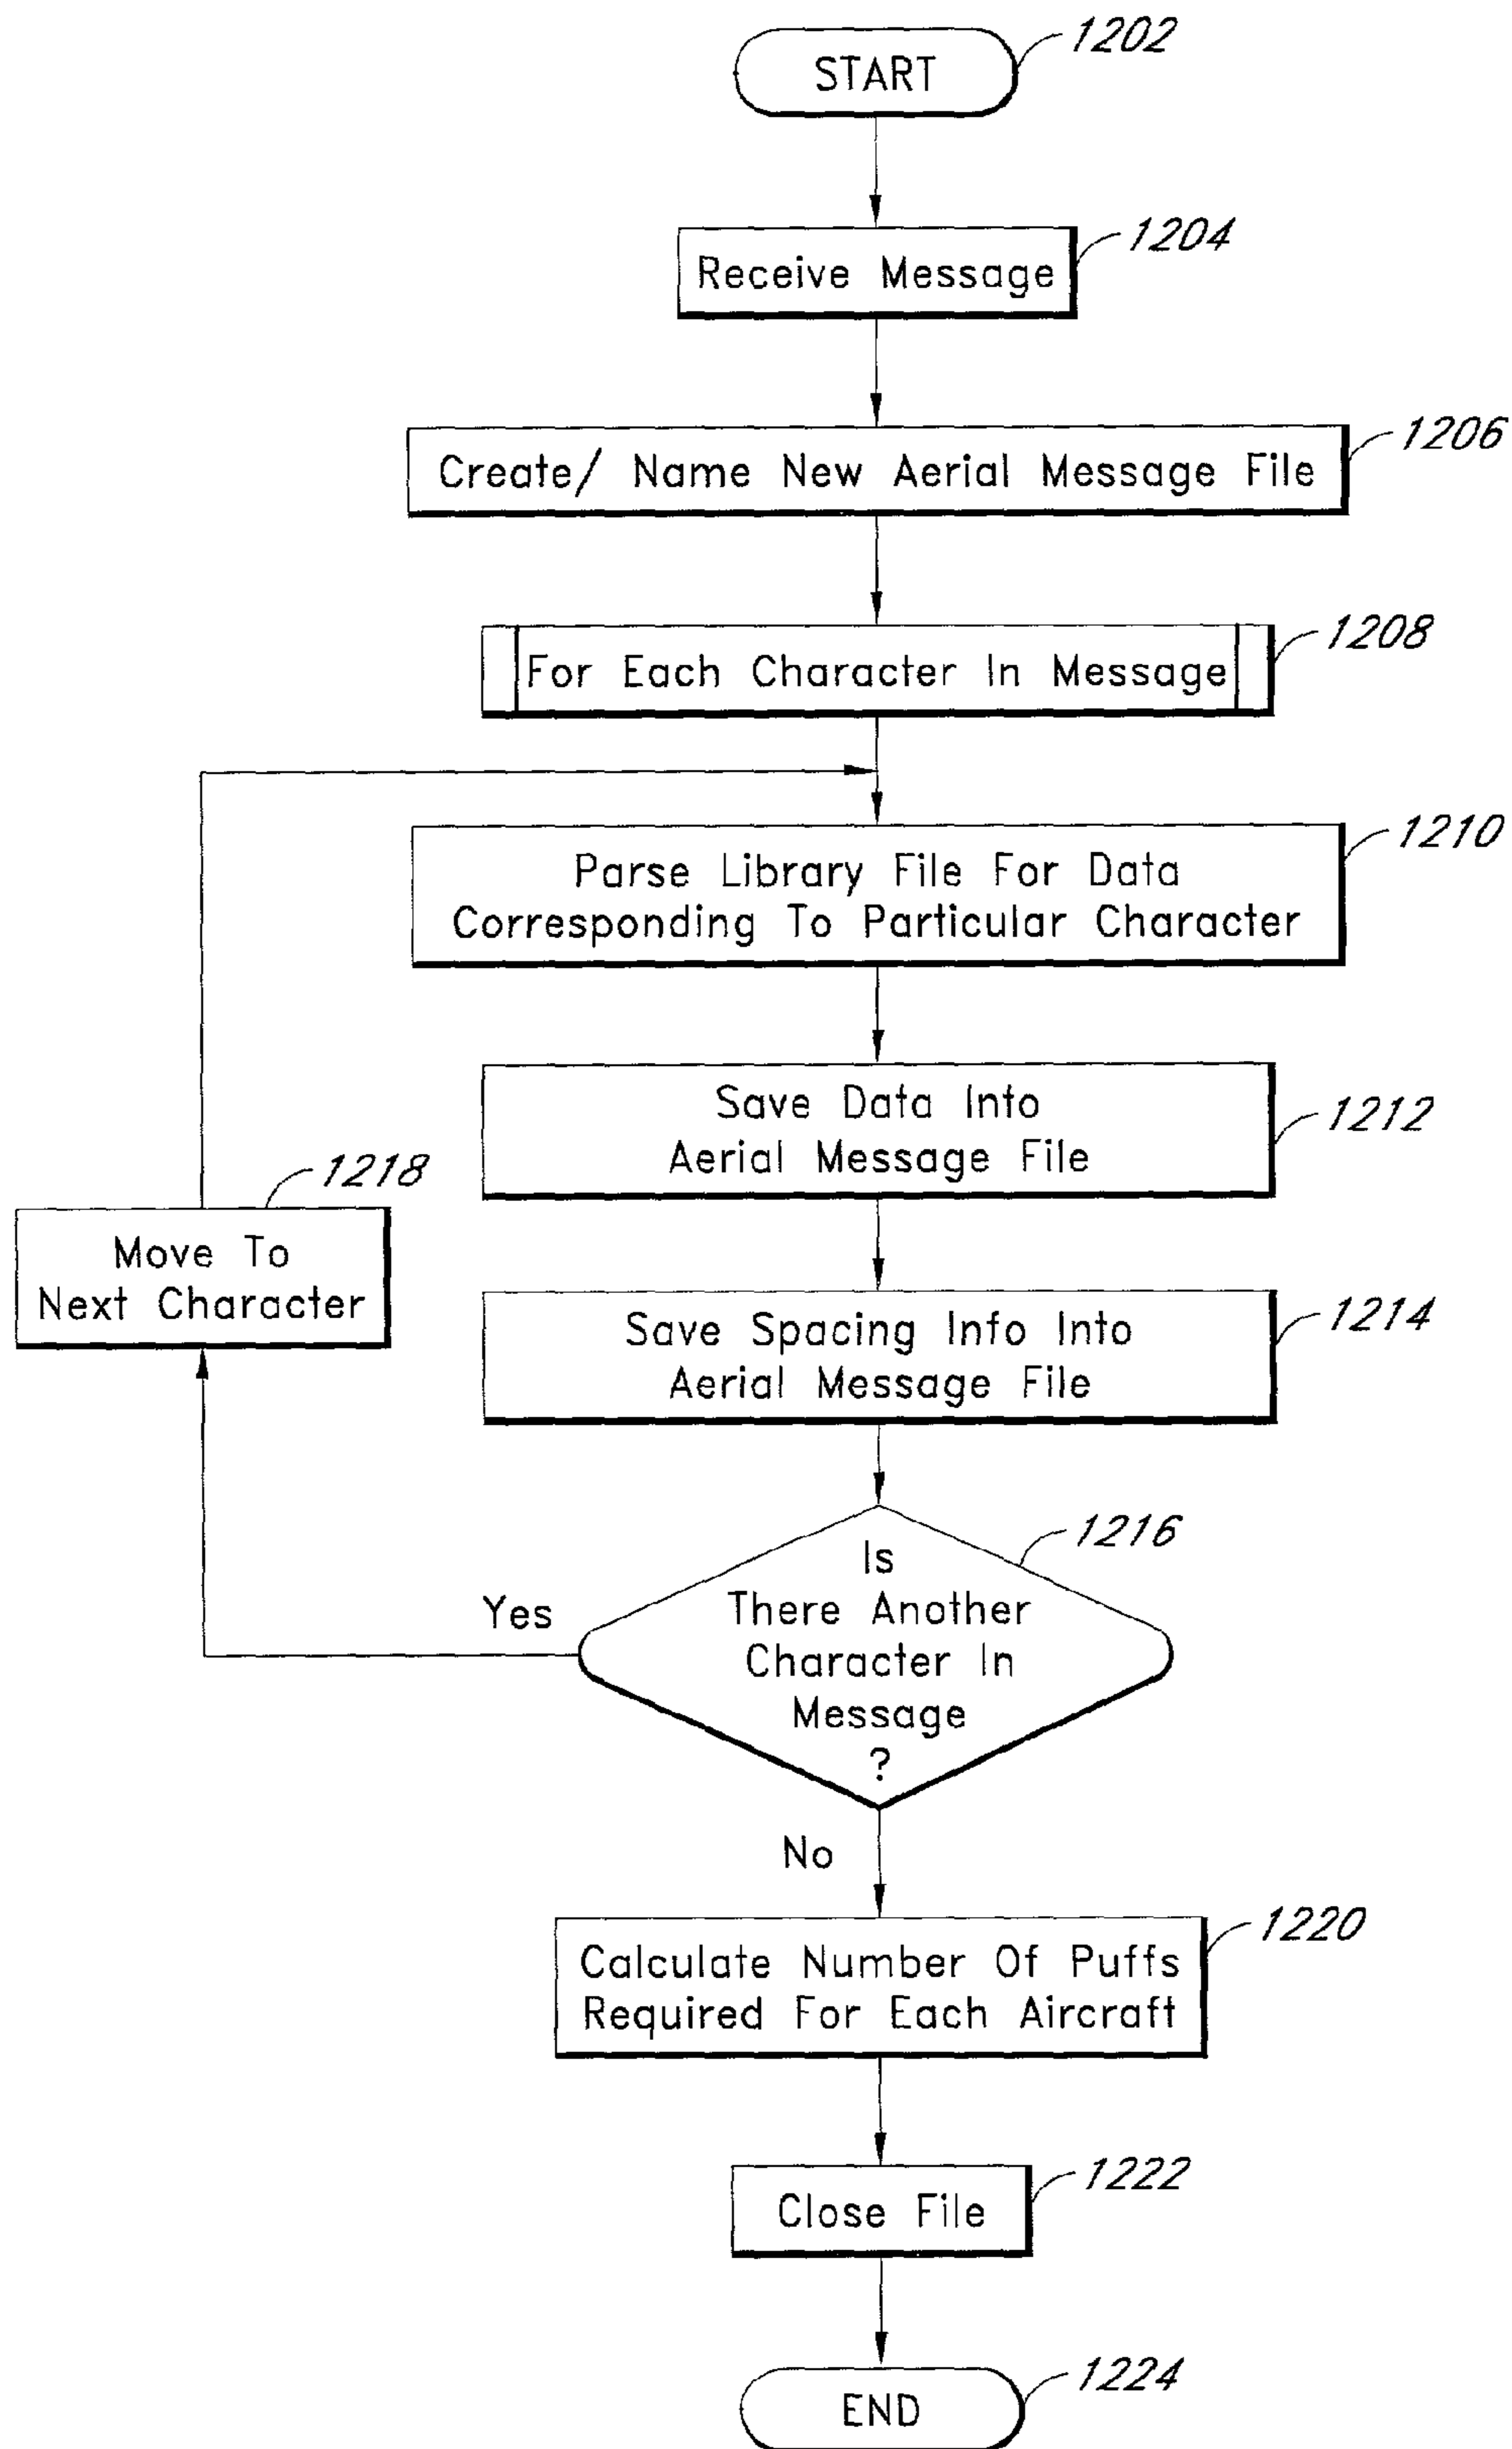 START
1202
Receive Message
1204
Create/ Name New Aerial Message File
1206
For Each Character In Message
1208
Parse Library File For Data
Corresponding To Particular Character
1210
Save Data Into
Aerial Message File
1212
Save Spacing Info Into
Aerial Message File
1214
Is
There Another
Character In
Message
?
1216
Yes
Move To
Next Character
1218
No
Calculate Number Of Puffs
Required For Each Aircraft
1220
Close File
1222
END
1224